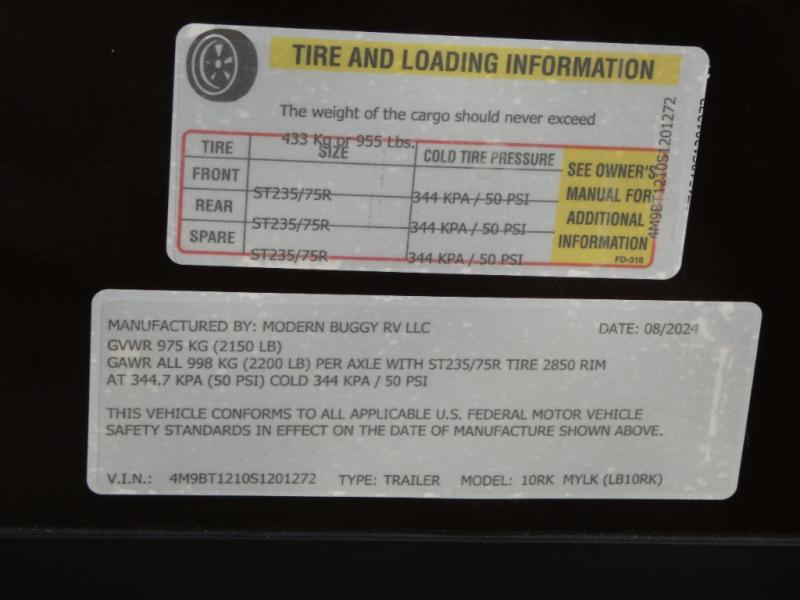 TIRE AND LOADING INFORMATION
The weight of the cargo should never exceed
433 Kg or 955 Lbs.
TIRE SIZE COLD TIRE PRESSURE
FRONT ST235/75R 344 KPA / 50 PSI
REAR ST235/75R 344 KPA / 50 PSI
SPARE ST235/75R 344 KPA / 50 PSI
SEE OWNER'S
MANUAL FOR
ADDITIONAL
INFORMATION
FD-316
4M9BT1210S1201272
MANUFACTURED BY: MODERN BUGGY RV LLC DATE: 08/2024
GVWR 975 KG (2150 LB)
GAWR ALL 998 KG (2200 LB) PER AXLE WITH ST235/75R TIRE 2850 RIM
AT 344.7 KPA (50 PSI) COLD 344 KPA / 50 PSI
THIS VEHICLE CONFORMS TO ALL APPLICABLE U.S. FEDERAL MOTOR VEHICLE
SAFETY STANDARDS IN EFFECT ON THE DATE OF MANUFACTURE SHOWN ABOVE.
V.I.N.: 4M9BT1210S1201272 TYPE: TRAILER MODEL: 10RK MYLK (LB10RK)